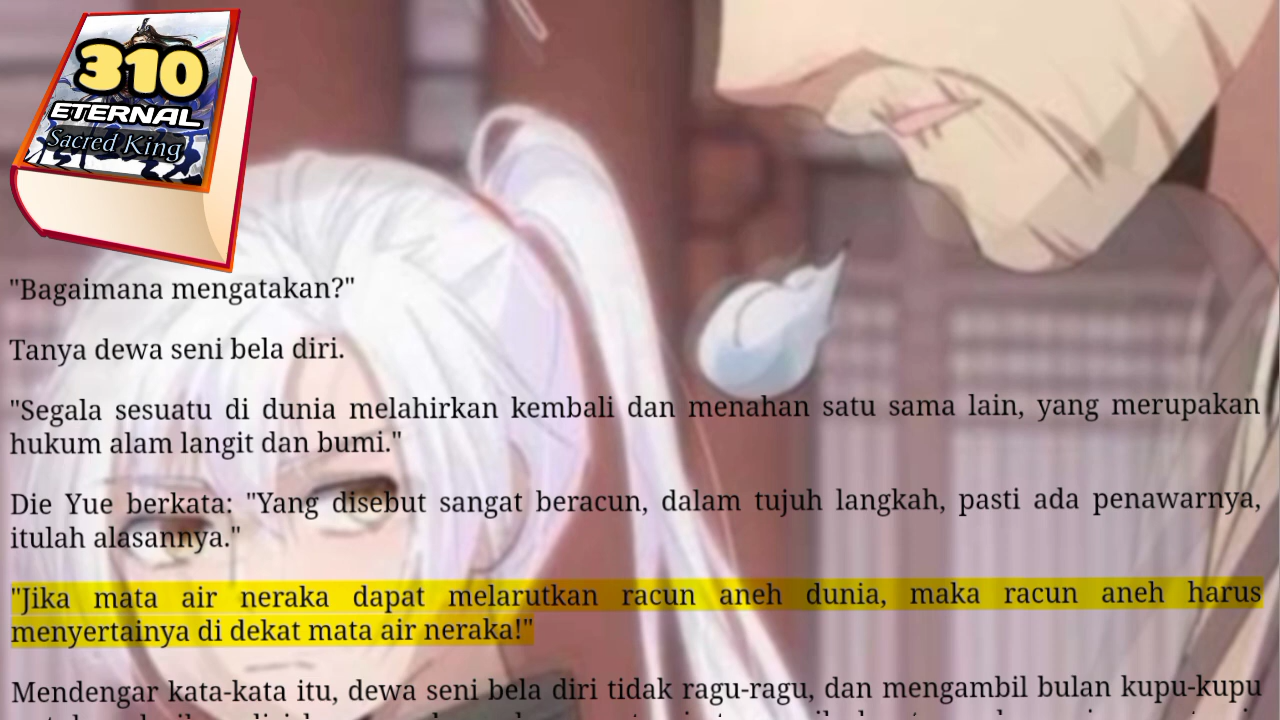 310
ETERNAL
Sacred King
"Bagaimana mengatakan?"
Tanya dewa seni bela diri.
"Segala sesuatu di dunia melahirkan kembali dan menahan satu sama lain, yang merupakan
hukum alam langit dan bumi."
Die Yue berkata: "Yang disebut sangat beracun, dalam tujuh langkah, pasti ada penawarnya,
itulah alasannya."
"Jika mata air neraka dapat melarutkan racun aneh dunia, maka racun aneh harus
menyertainya di dekat mata air neraka!"
Mendengar kata-kata itu, dewa seni bela diri tidak ragu-ragu, dan mengambil bulan kupu-kupu